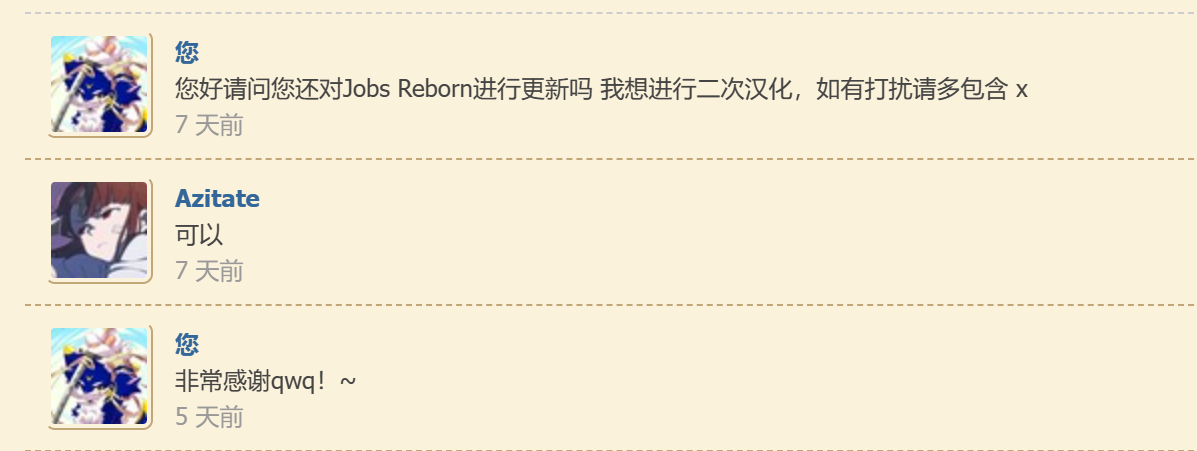 您
您好请问您还对Jobs Reborn进行更新吗 我想进行二次汉化，如有打扰请多包含 x
7 天前
Azitate
可以
7 天前
您
非常感谢qwq！~
5 天前